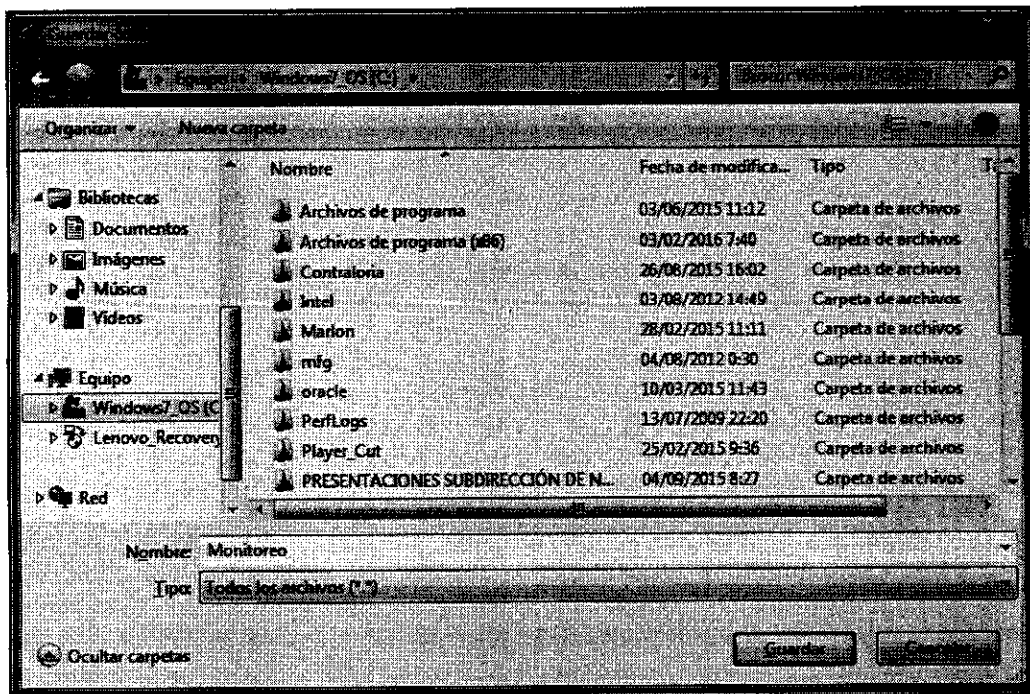 Equipo Windows7_OS (C:)
Organizar Nueva carpeta
Nombre Fecha de modifica... Tipo
Bibliotecas
Documentos
Imágenes
Música
Vídeos
Equipo
Windows7_OS (C
Lenovo_Recovery
Red
Archivos de programa 03/06/2015 11:12 Carpeta de archivos
Archivos de programa (x86) 03/02/2016 7:40 Carpeta de archivos
Contraloria 26/08/2015 16:02 Carpeta de archivos
Intel 03/08/2012 14:49 Carpeta de archivos
Marlon 28/02/2015 11:11 Carpeta de archivos
mfg 04/08/2012 0:30 Carpeta de archivos
oracle 10/03/2015 11:43 Carpeta de archivos
PerfLogs 13/07/2009 22:20 Carpeta de archivos
Player_Cut 25/02/2015 9:36 Carpeta de archivos
PRESENTACIONES SUBDIRECCIÓN DE N... 04/09/2015 8:27 Carpeta de archivos
Nombre: Monitoreo
Tipo: Todos los archivos (*.*)
Ocultar carpetas Guardar Cancelar